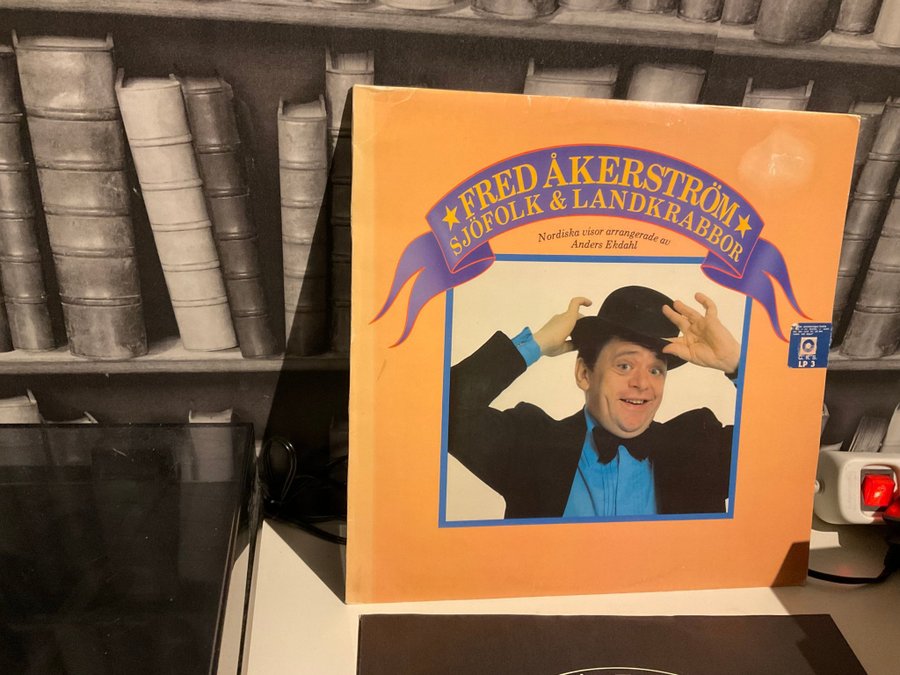 FRED ÅKERSTRÖM
SJÖFOLK & LANDKRABBOR
Nordiska visor arrangerade av
Anders Ekdahl
LP 3